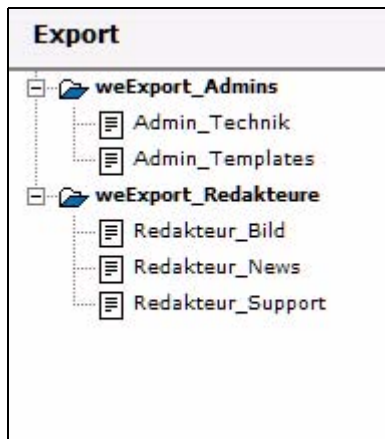 Export
weExport_Admins
Admin_Technik
Admin_Templates
weExport_Redakteure
Redakteur_Bild
Redakteur_News
Redakteur_Support